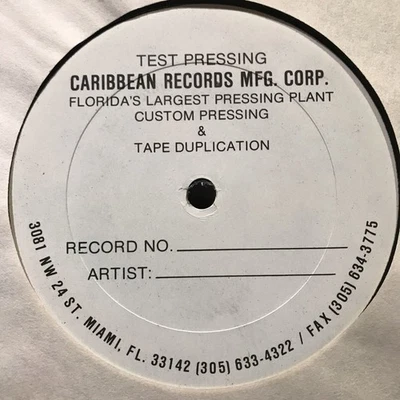 TEST PRESSING
CARIBBEAN RECORDS MFG. CORP.
FLORIDA'S LARGEST PRESSING PLANT
CUSTOM PRESSING
&
TAPE DUPLICATION
RECORD NO.
ARTIST:
3081 NW 24 ST. MIAMI, FL. 33142 (305) 633-4322 / FAX (305) 634-3775